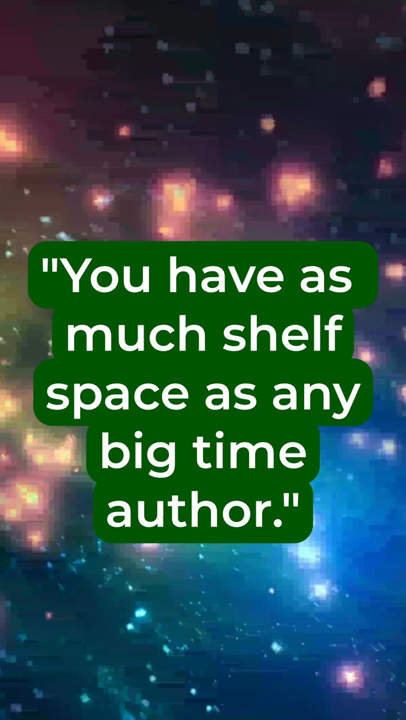 "You have as
much shelf
space as any
big time
author."